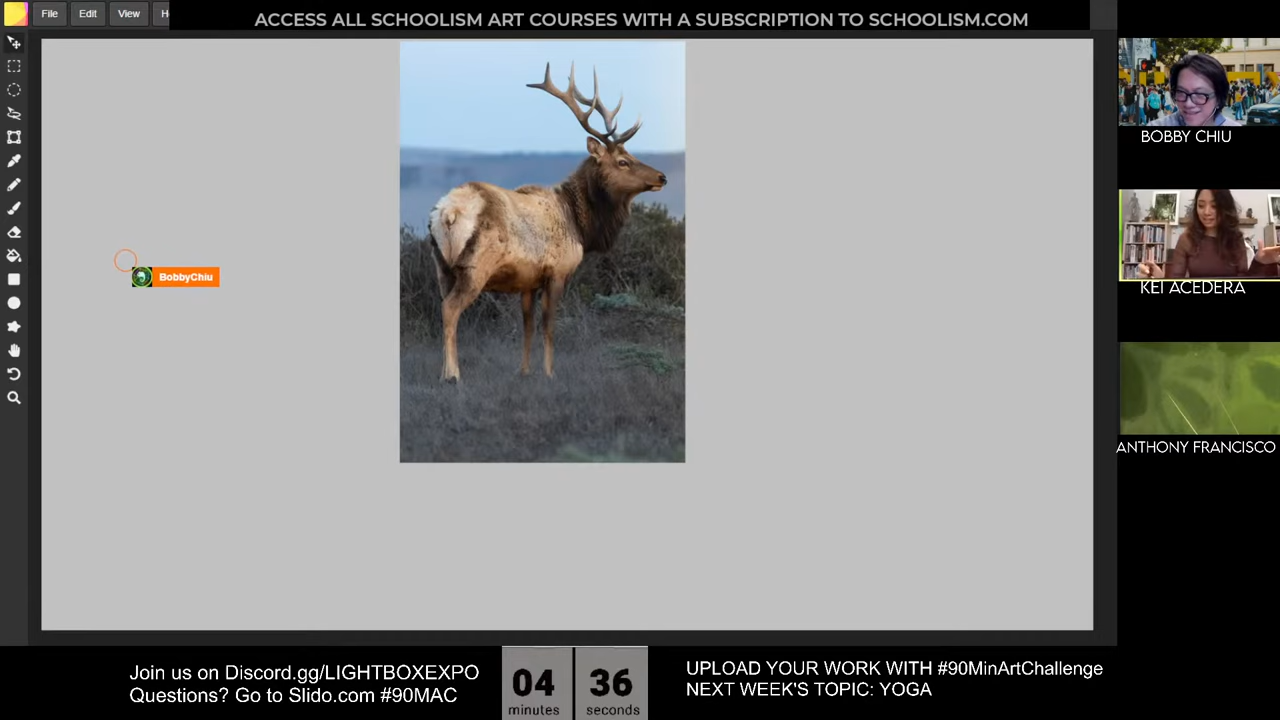 ACCESS ALL SCHOOLISM ART COURSES WITH A SUBSCRIPTION TO SCHOOLISM.COM
File Edit View
BOBBY CHIU
BobbyChiu
KEI ACEDERA
ANTHONY FRANCISCO
Join us on Discord.gg/LIGHTBOXEXPO
Questions? Go to Slido.com #90MAC
04 36
minutes seconds
UPLOAD YOUR WORK WITH #90MinArtChallenge
NEXT WEEK'S TOPIC: YOGA